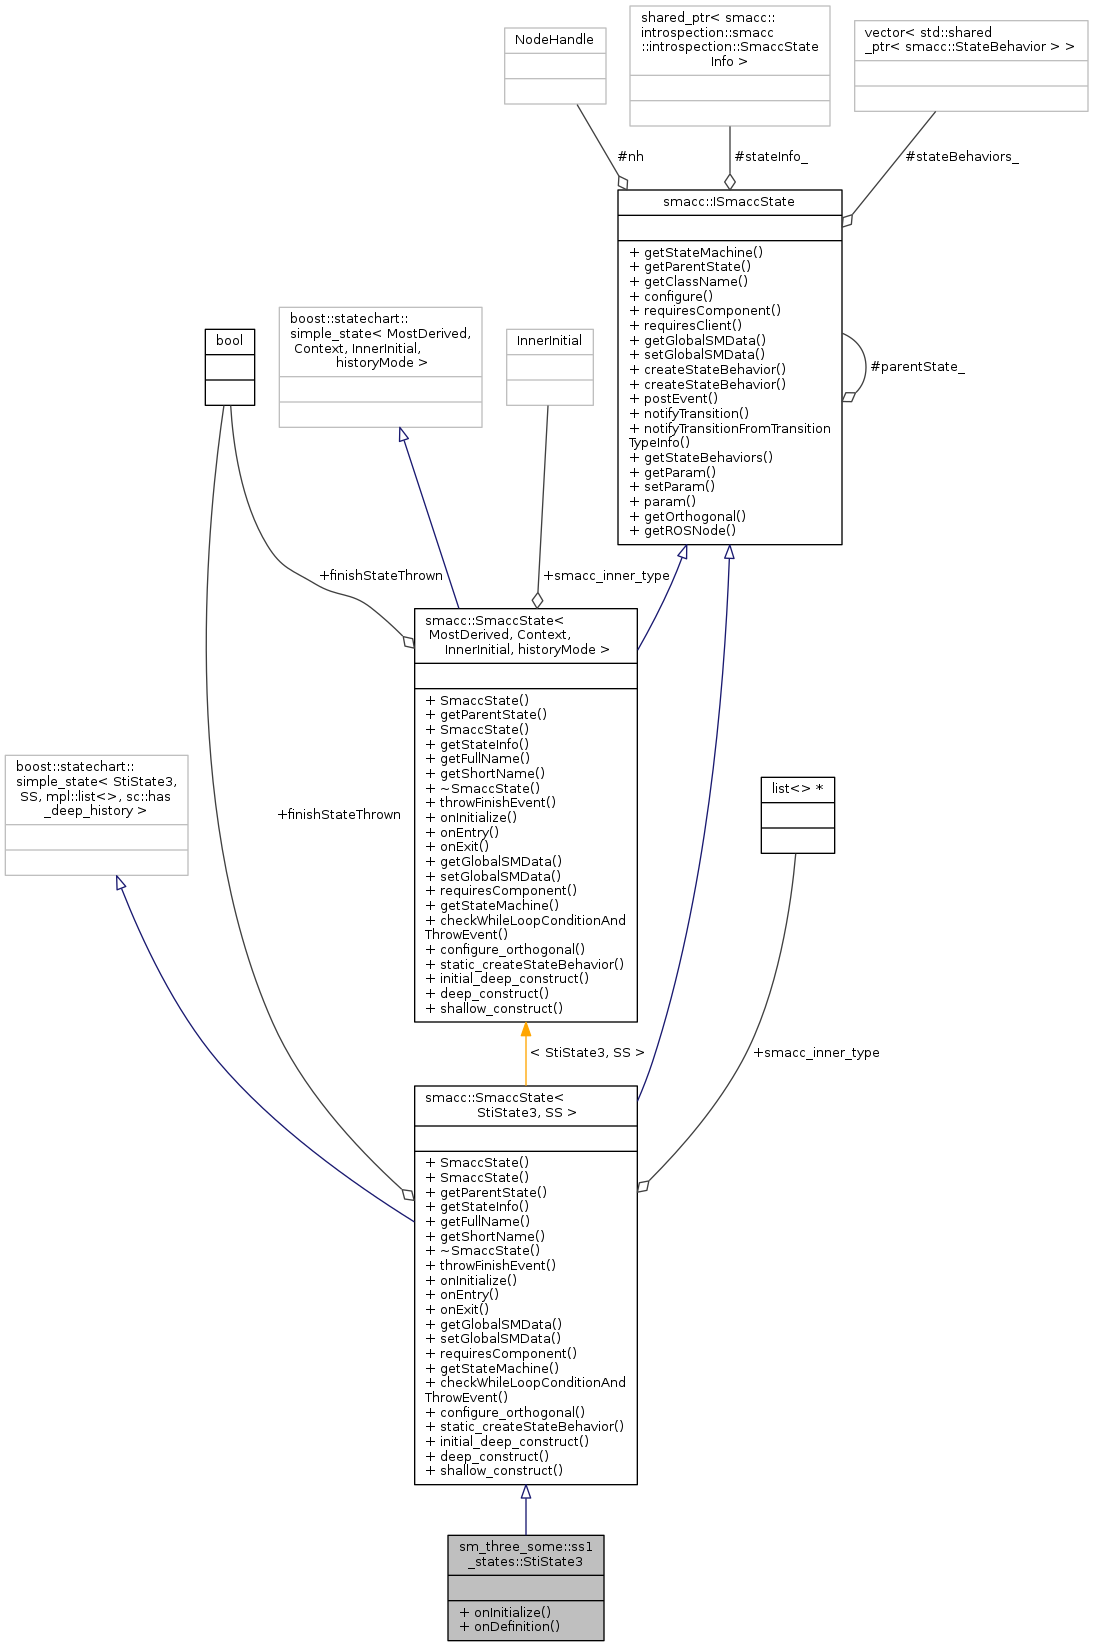 NodeHandle
shared_ptr< smacc::
introspection::smacc
::introspection::SmaccState
Info >
vector< std::shared
_ptr< smacc::StateBehavior > >
#nh
#stateInfo_
#stateBehaviors_
smacc::ISmaccState
+ getStateMachine()
+ getParentState()
+ getClassName()
+ configure()
+ requiresComponent()
+ requiresClient()
+ getGlobalSMData()
+ setGlobalSMData()
+ createStateBehavior()
+ createStateBehavior()
+ postEvent()
+ notifyTransition()
+ notifyTransitionFromTransition
TypeInfo()
+ getStateBehaviors()
+ getParam()
+ setParam()
+ param()
+ getOrthogonal()
+ getROSNode()
#parentState_
bool
boost::statechart::
simple_state< MostDerived,
Context, InnerInitial,
historyMode >
InnerInitial
+finishStateThrown
+smacc_inner_type
smacc::SmaccState<
MostDerived, Context,
InnerInitial, historyMode >
+ SmaccState()
+ getParentState()
+ SmaccState()
+ getStateInfo()
+ getFullName()
+ getShortName()
+ ~SmaccState()
+ throwFinishEvent()
+ onInitialize()
+ onEntry()
+ onExit()
+ getGlobalSMData()
+ setGlobalSMData()
+ requiresComponent()
+ getStateMachine()
+ checkWhileLoopConditionAnd
ThrowEvent()
+ configure_orthogonal()
+ static_createStateBehavior()
+ initial_deep_construct()
+ deep_construct()
+ shallow_construct()
boost::statechart::
simple_state< StiState3,
SS, mpl::list<>, sc::has
_deep_history >
+finishStateThrown
list<> *
< StiState3, SS >
+smacc_inner_type
smacc::SmaccState<
StiState3, SS >
+ SmaccState()
+ SmaccState()
+ getParentState()
+ getStateInfo()
+ getFullName()
+ getShortName()
+ ~SmaccState()
+ throwFinishEvent()
+ onInitialize()
+ onEntry()
+ onExit()
+ getGlobalSMData()
+ setGlobalSMData()
+ requiresComponent()
+ getStateMachine()
+ checkWhileLoopConditionAnd
ThrowEvent()
+ configure_orthogonal()
+ static_createStateBehavior()
+ initial_deep_construct()
+ deep_construct()
+ shallow_construct()
sm_three_some::ss1
_states::StiState3
+ onInitialize()
+ onDefinition()